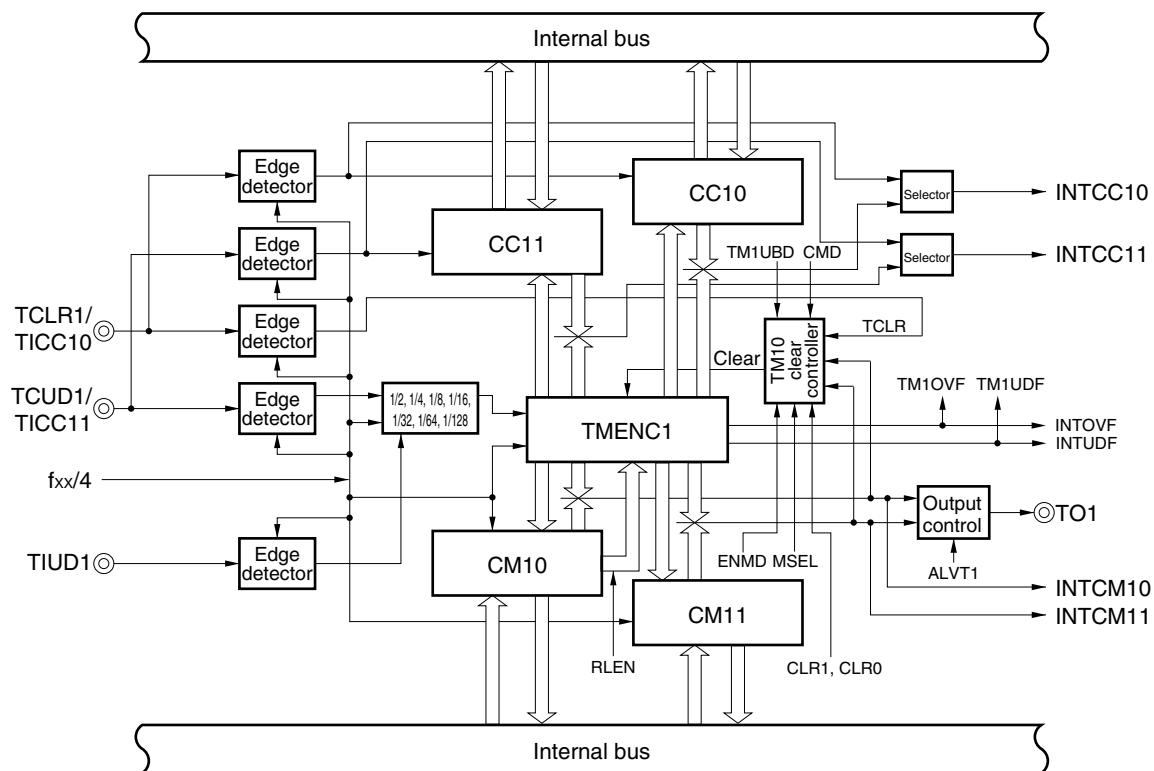 Internal bus
Edge
detector
CC10
Selector
INTCC10
CC11
Edge
detector
TM1UBD
CMD
Selector
INTCC11
TCLR1/
TICC10
Edge
detector
TM10
clear
controller
TCLR
Clear
TCUD1/
TICC11
Edge
detector
1/2, 1/4, 1/8, 1/16,
1/32, 1/64, 1/128
TMENC1
TM1OVF
TM1UDF
INTOVF
INTUDF
fxx/4
Output
control
TO1
TIUD1
Edge
detector
CM10
ENMD
MSEL
ALVT1
INTCM10
CM11
INTCM11
RLEN
CLR1, CLR0
Internal bus